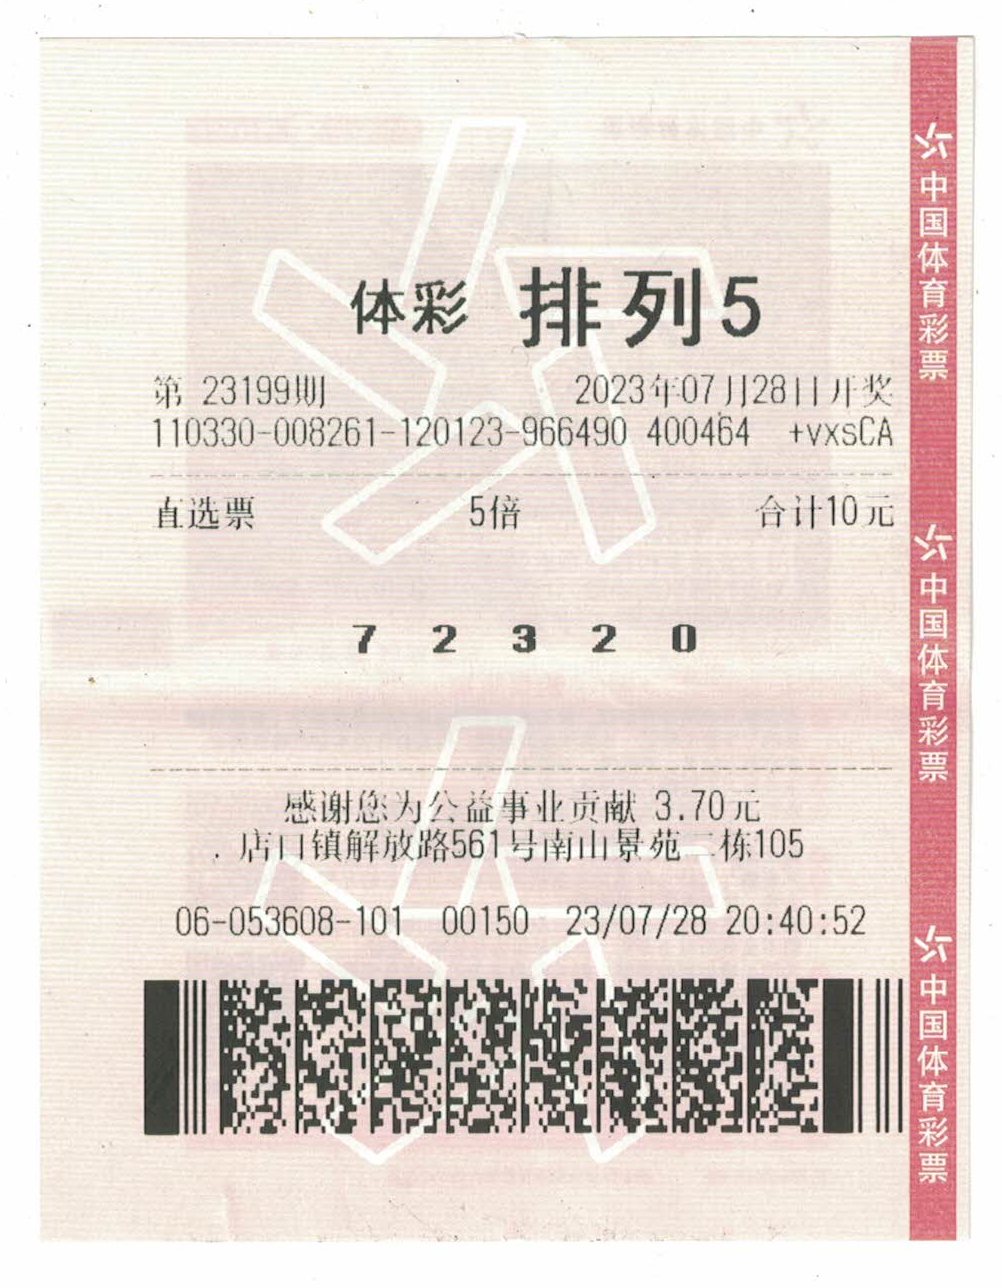 体彩 排列5
第 23199期 2023年07月28日开奖
110330-008261-120123-966490 400464 +vxsCA
直选票 5倍 合计10元
7 2 3 2 0
感谢您为公益事业贡献 3.70元
店口镇解放路561号南山景苑二栋105
06-053608-101 00150 23/07/28 20:40:52
中国体育彩票
中国体育彩票
中国体育彩票